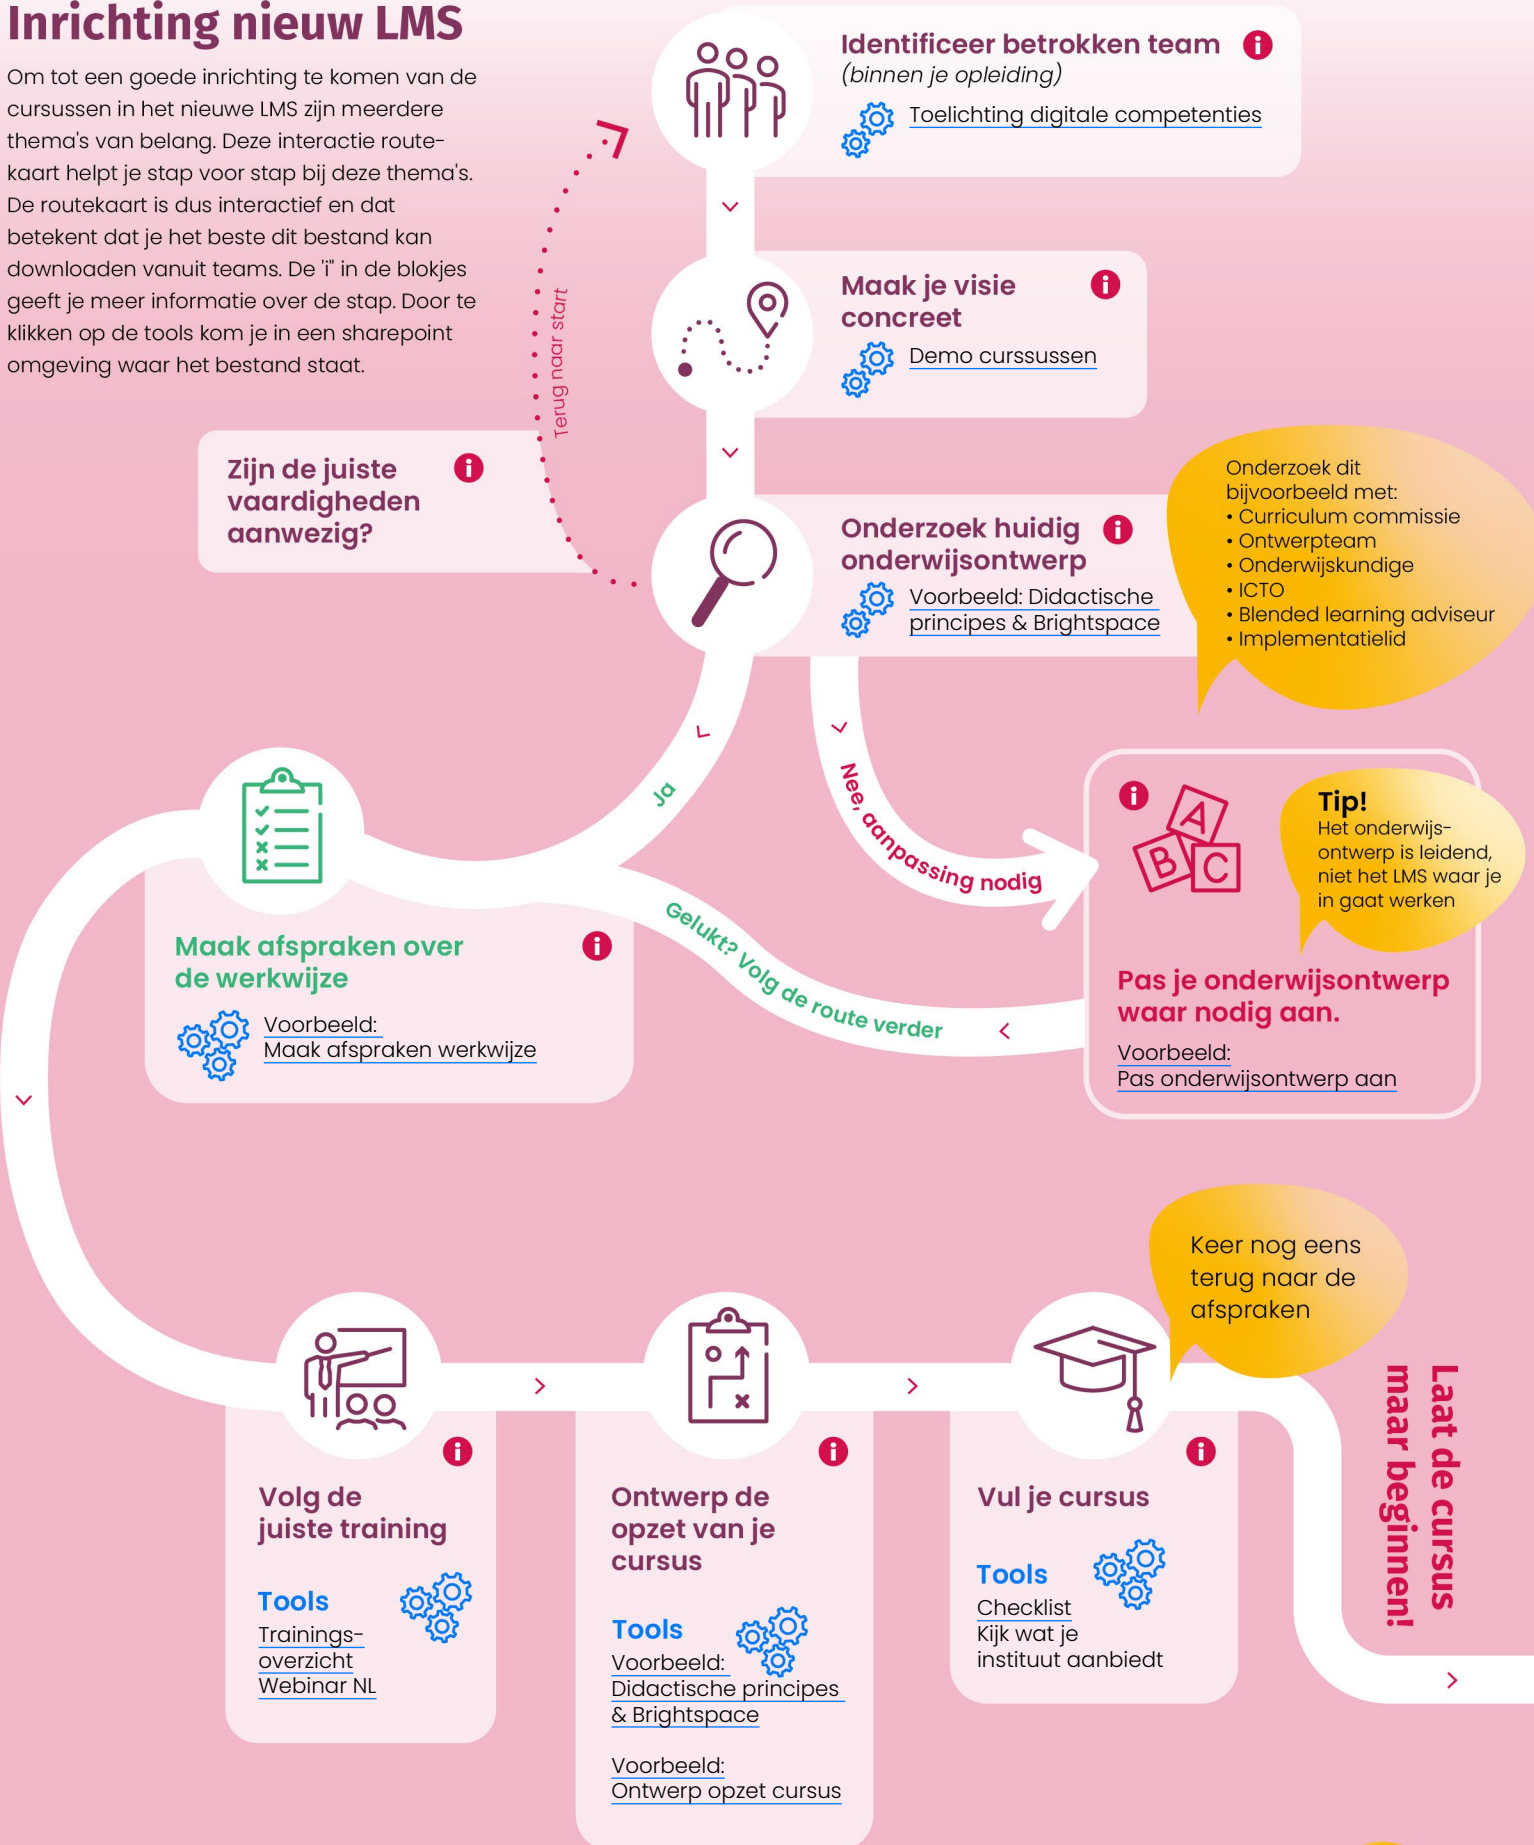 Inrichting nieuw LMS
Om tot een goede inrichting te komen van de
cursussen in het nieuwe LMS zijn meerdere
thema's van belang. Deze interactie route-
kaart helpt je stap voor stap bij deze thema's.
De routekaart is dus interactief en dat
betekent dat je het beste dit bestand kan
downloaden vanuit teams. De 'i" in de blokjes
geeft je meer informatie over de stap. Door te
klikken op de tools kom je in een sharepoint
omgeving waar het bestand staat.
Identificeer betrokken team
i
(binnen je opleiding)
Toelichting digitale competenties
Terug naar start
Maak je visie
concreet
i
Demo curssussen
Zijn de juiste
vaardigheden
aanwezig?
i
Onderzoek huidig
onderwijsontwerp
i
Voorbeeld: Didactische
principes & Brightspace
Onderzoek dit
bijvoorbeeld met:
• Curriculum commissie
• Ontwerpteam
• Onderwijskundige
• ICTO
• Blended learning adviseur
• Implementatielid
Ja
Nee, aanpassing nodig
i
A
B C
Tip!
Het onderwijs-
ontwerp is leidend,
niet het LMS waar je
in gaat werken
Pas je onderwijsontwerp
waar nodig aan.
Voorbeeld:
Pas onderwijsontwerp aan
Gelukt? Volg de route verder
Maak afspraken over
de werkwijze
i
Voorbeeld:
Maak afspraken werkwijze
Volg de
juiste training
i
Tools
Trainings-
overzicht
Webinar NL
Ontwerp de
opzet van je
cursus
i
Tools
Voorbeeld:
Didactische principes
& Brightspace
Voorbeeld:
Ontwerp opzet cursus
Keer nog eens
terug naar de
afspraken
Vul je cursus
i
Tools
Checklist
Kijk wat je
instituut aanbiedt
Laat de cursus
maar beginnen!